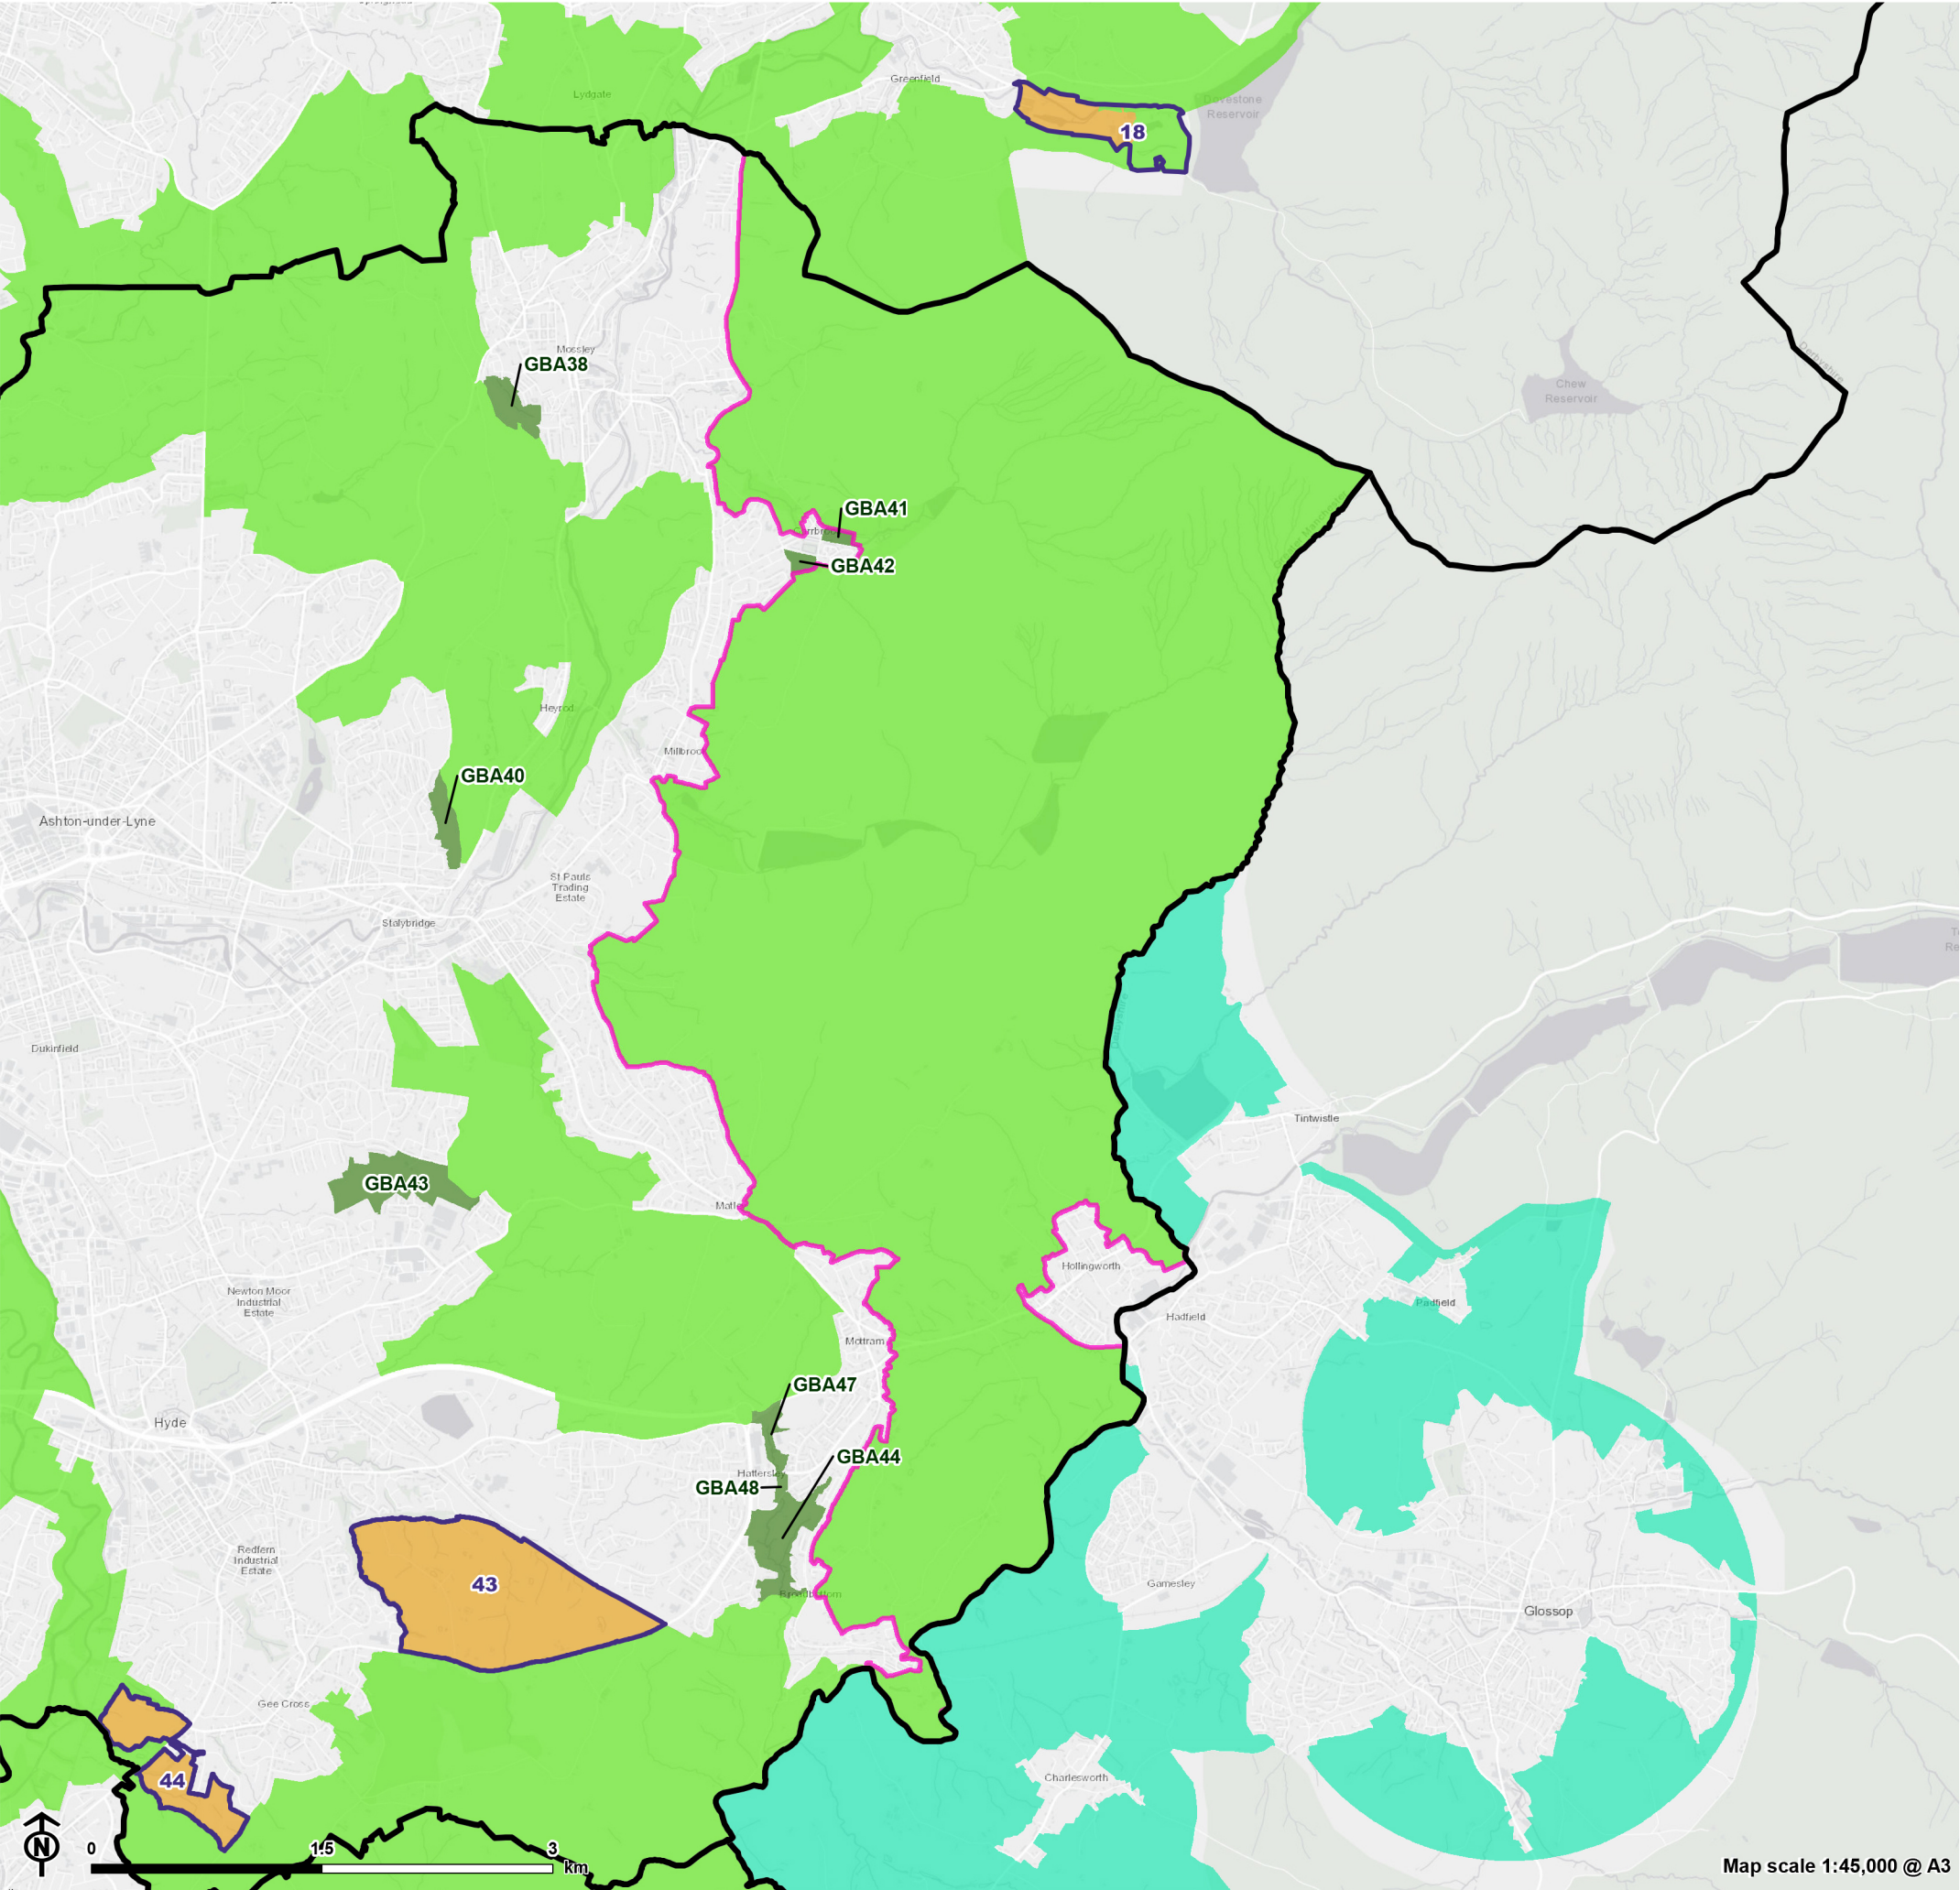 Lydgate
Greenfield
Dovestone
Reservoir
18
Mossley
GBA38
Chew
Reservoir
Derbyshire
GBA41
GBA42
Heyrod
Millbrook
GBA40
Ashton-under-Lyne
St Pauls
Trading
Estate
Stalybridge
Dukinfield
Tintwistle
GBA43
Hollingworth
Newton Moor
Industrial
Estate
Padfield
Hadfield
Mottram
GBA47
Hyde
GBA44
Hattersley
GBA48
Redfern
Industrial
Estate
43
Gamesley
Broadbottom
Glossop
Gee Cross
44
Charlesworth
N
0 1.5 3
km
Map scale 1:45,000 @ A3